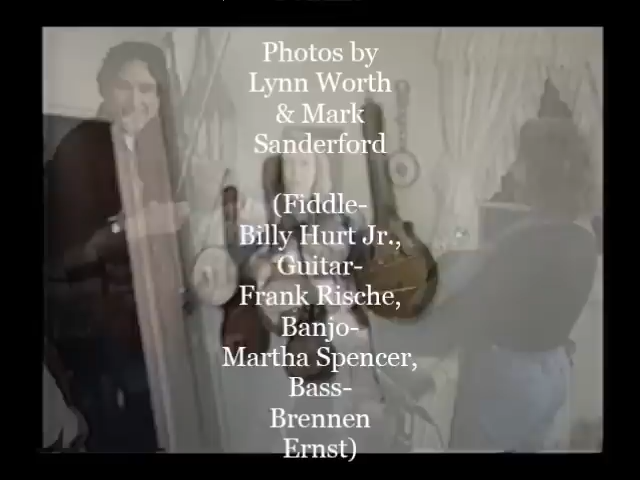 Photos by
Lynn Worth
& Mark
Sanderford
(Fiddle-
Billy Hurt Jr.,
Guitar-
Frank Rische,
Banjo-
Martha Spencer,
Bass-
Brennen
Ernst)